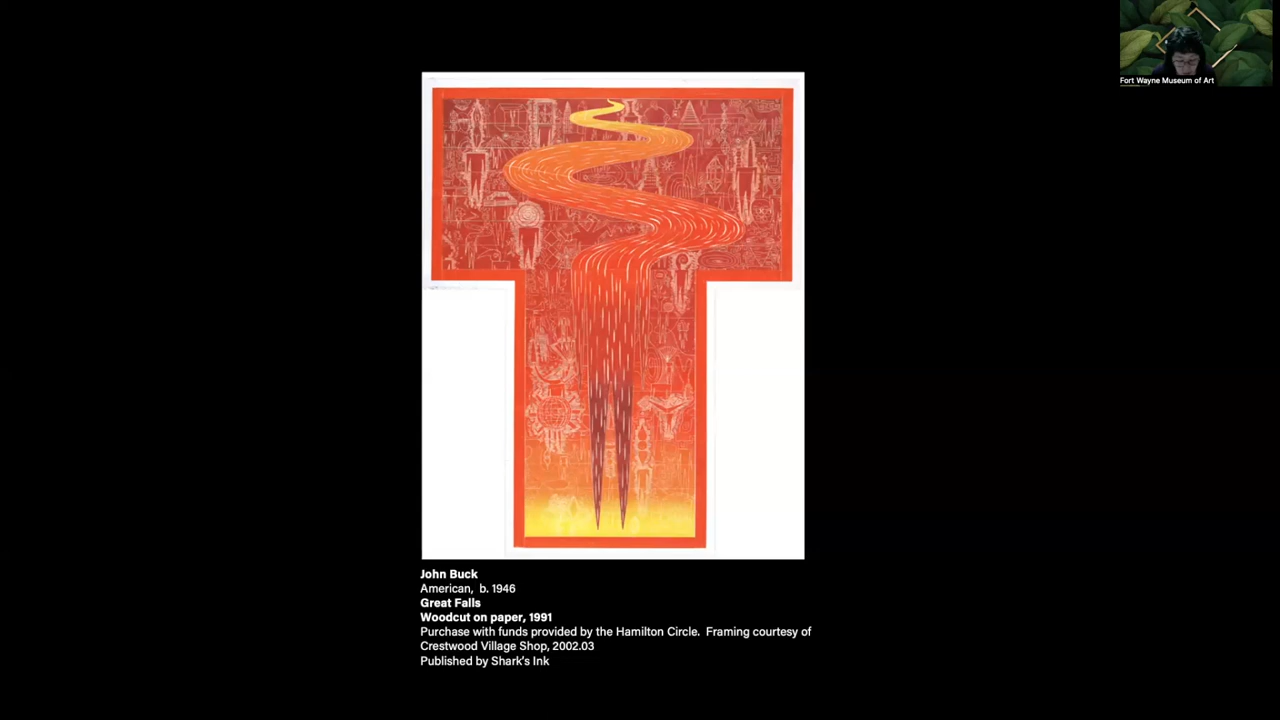 Fort Wayne Museum of Art
John Buck
American, b. 1946
Great Falls
Woodcut on paper, 1991
Purchase with funds provided by the Hamilton Circle. Framing courtesy of
Crestwood Village Shop, 2002.03
Published by Shark's Ink